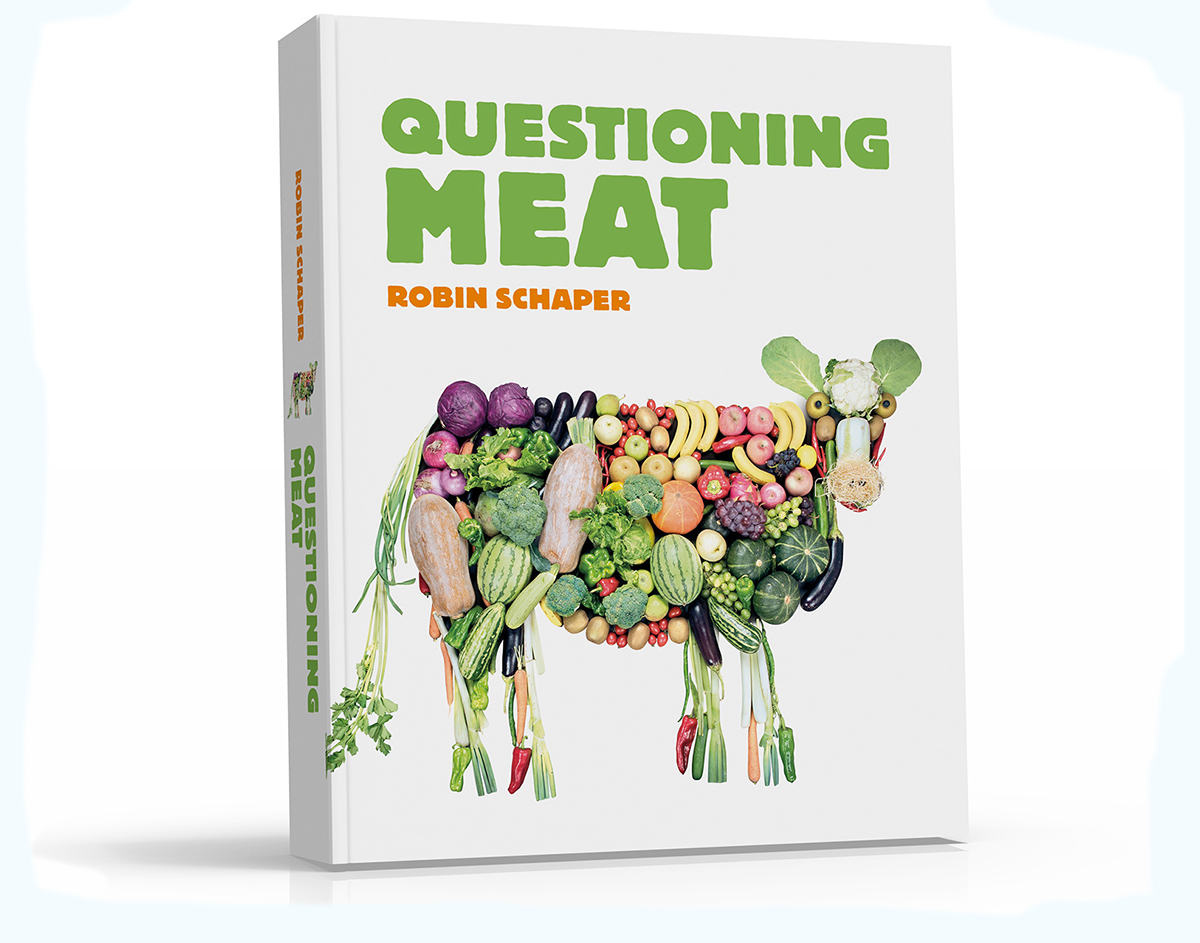 QUESTIONING
MEAT
ROBIN SCHAPER
ROBIN SCHAPER
QUESTIONING
MEAT